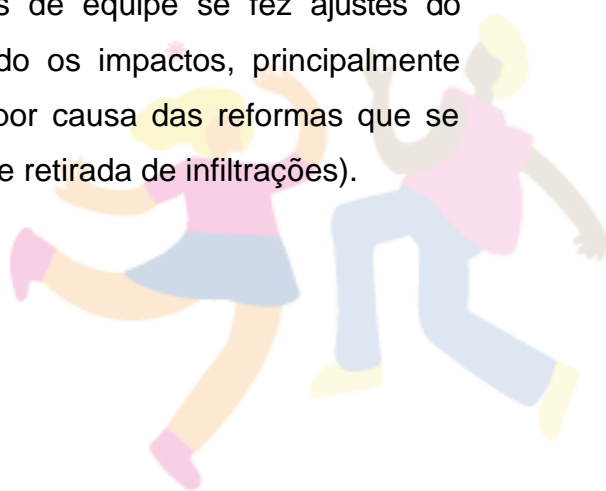 s de equipe se fez ajustes do
do os impactos, principalmente
por causa das reformas que se
e retirada de infiltrações).